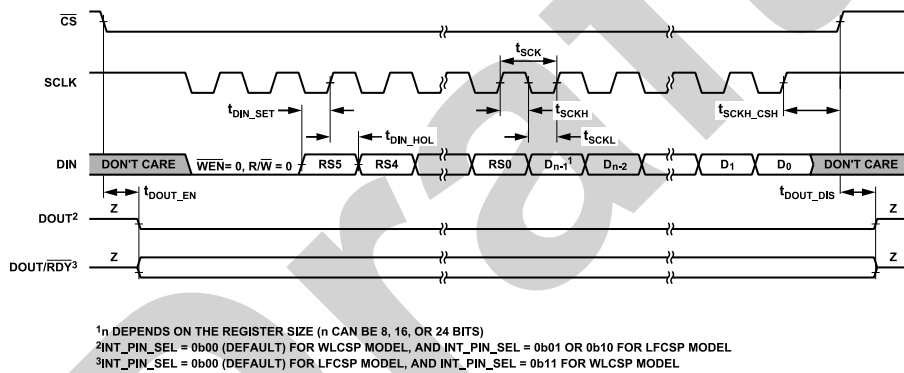 CS
tSCK
SCLK
tDIN_SET
tSCKH
tSCKH_CSH
tDIN_HOL
tSCKL
DIN DON'T CARE WEN= 0, R/W = 0 RS5 RS4 RS0 Dn-1¹ Dn-2 D1 D0 DON'T CARE
tDOUT_EN
tDOUT_DIS
DOUT² Z Z
DOUT/RDY³ Z Z
¹n DEPENDS ON THE REGISTER SIZE (n CAN BE 8, 16, OR 24 BITS)
²INT_PIN_SEL = 0b00 (DEFAULT) FOR WLCSP MODEL, AND INT_PIN_SEL = 0b01 OR 0b10 FOR LFCSP MODEL
³INT_PIN_SEL = 0b00 (DEFAULT) FOR LFCSP MODEL, AND INT_PIN_SEL = 0b11 FOR WLCSP MODEL